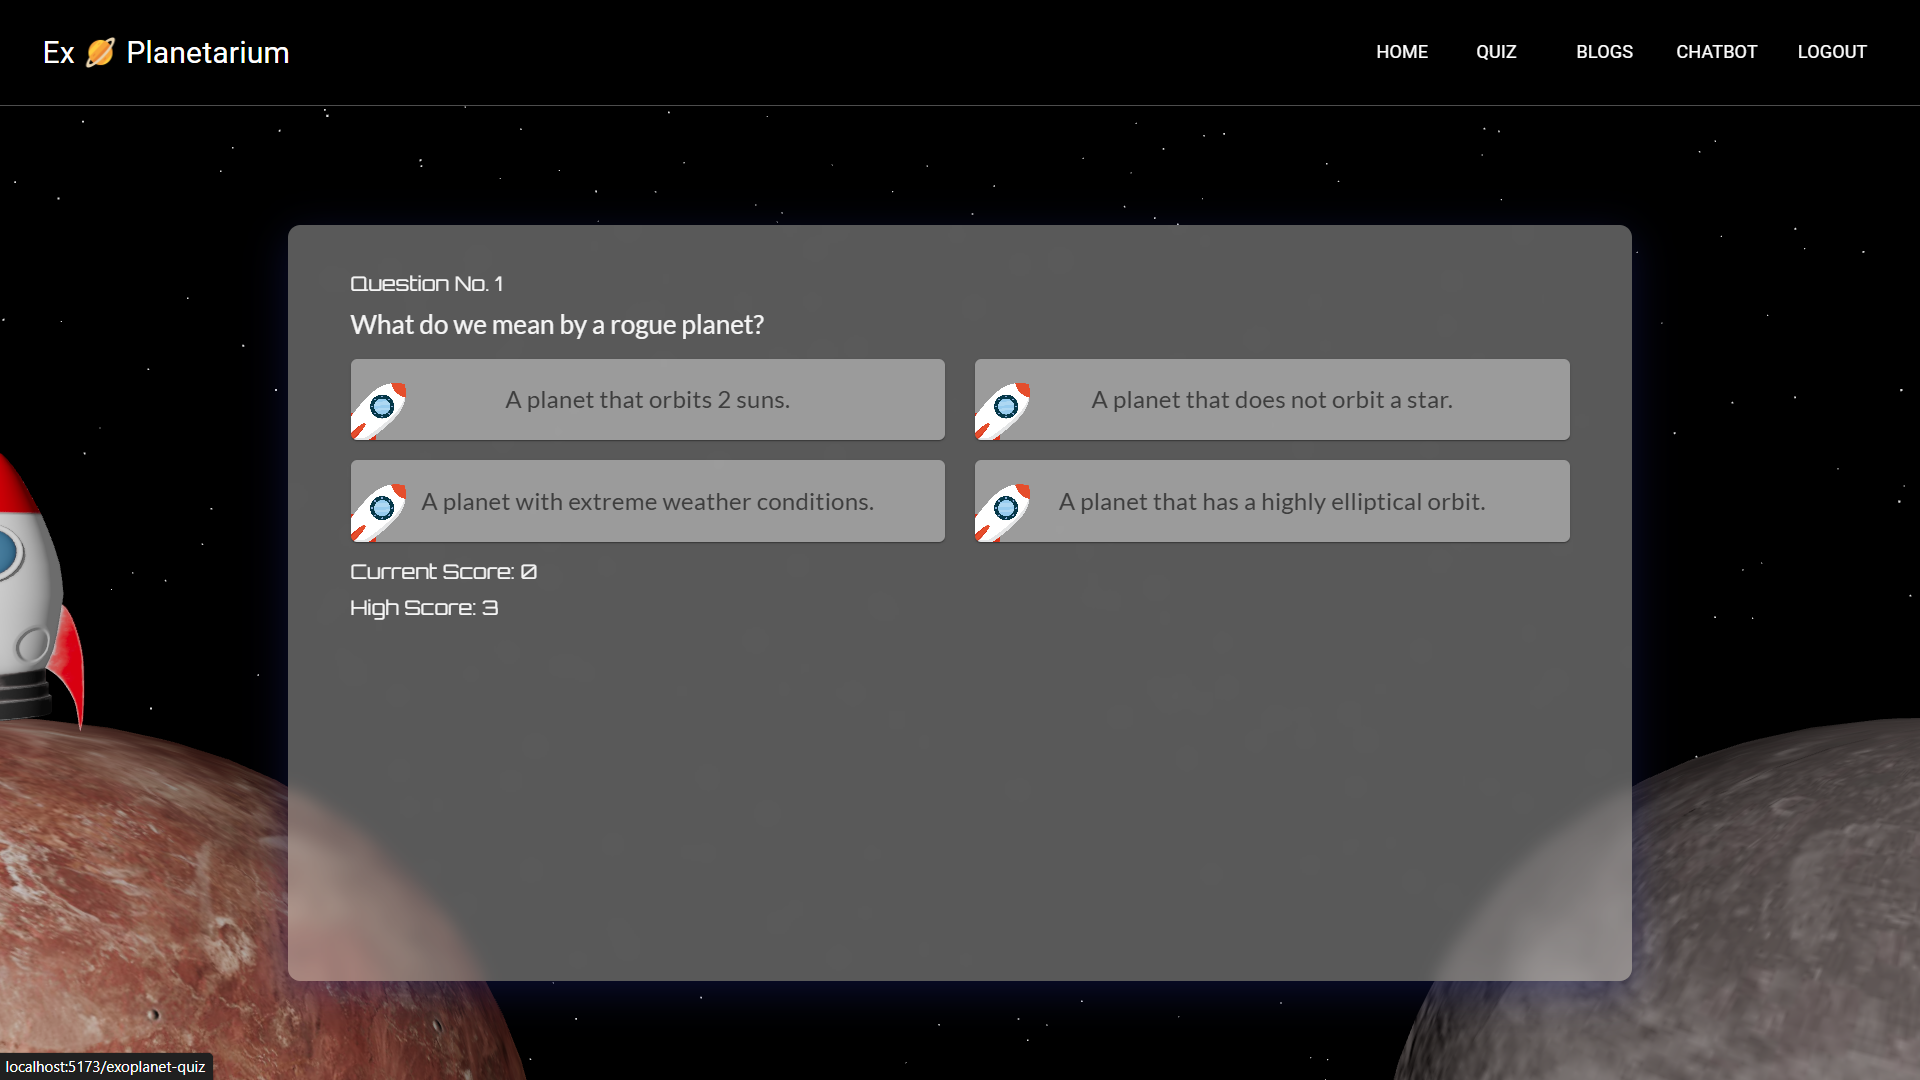 Ex Planetarium
HOME QUIZ BLOGS CHATBOT LOGOUT
Question No. 1
What do we mean by a rogue planet?
A planet that orbits 2 suns.
A planet that does not orbit a star.
A planet with extreme weather conditions.
A planet that has a highly elliptical orbit.
Current Score: 0
High Score: 3
localhost:5173/exoplanet-quiz